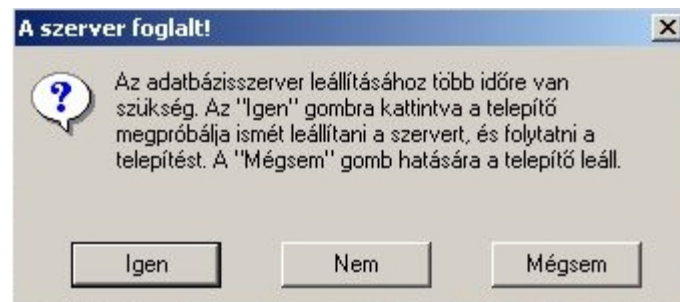 A szerver foglalt!
Az adatbázisszerver leállításához több időre van
szükség. Az "Igen" gombra kattintva a telepítő
megpróbálja ismét leállítani a szervert, és folytatni a
telepítést. A "Mégsem" gomb hatására a telepítő leáll.
Igen
Nem
Mégsem